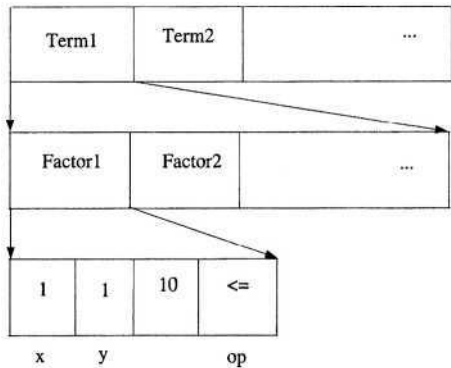 Term1 Term2 ...
Factor1 Factor2 ...
1 1 10 <=
x y op